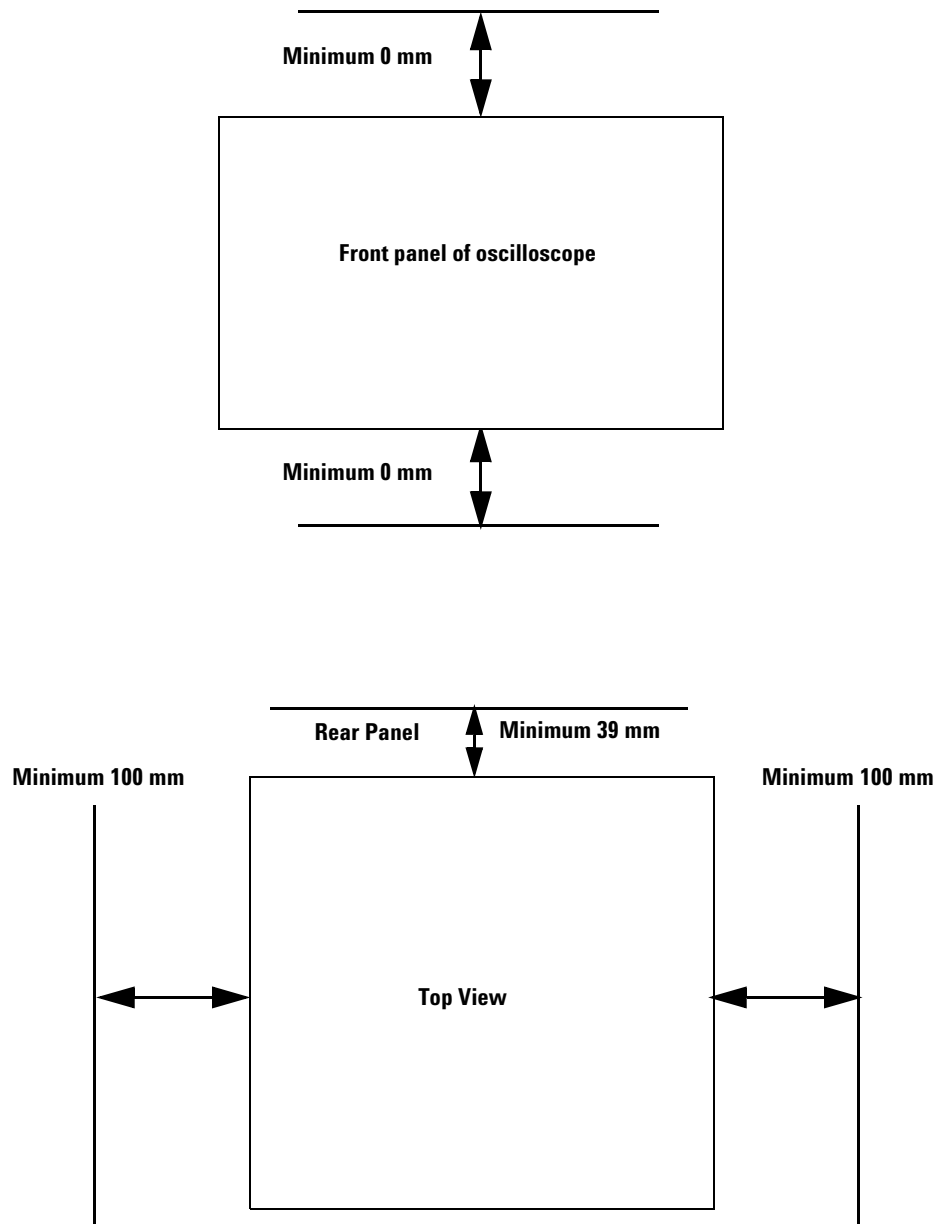 Minimum 0 mm
Front panel of oscilloscope
Minimum 0 mm
Rear Panel
Minimum 39 mm
Minimum 100 mm
Minimum 100 mm
Top View